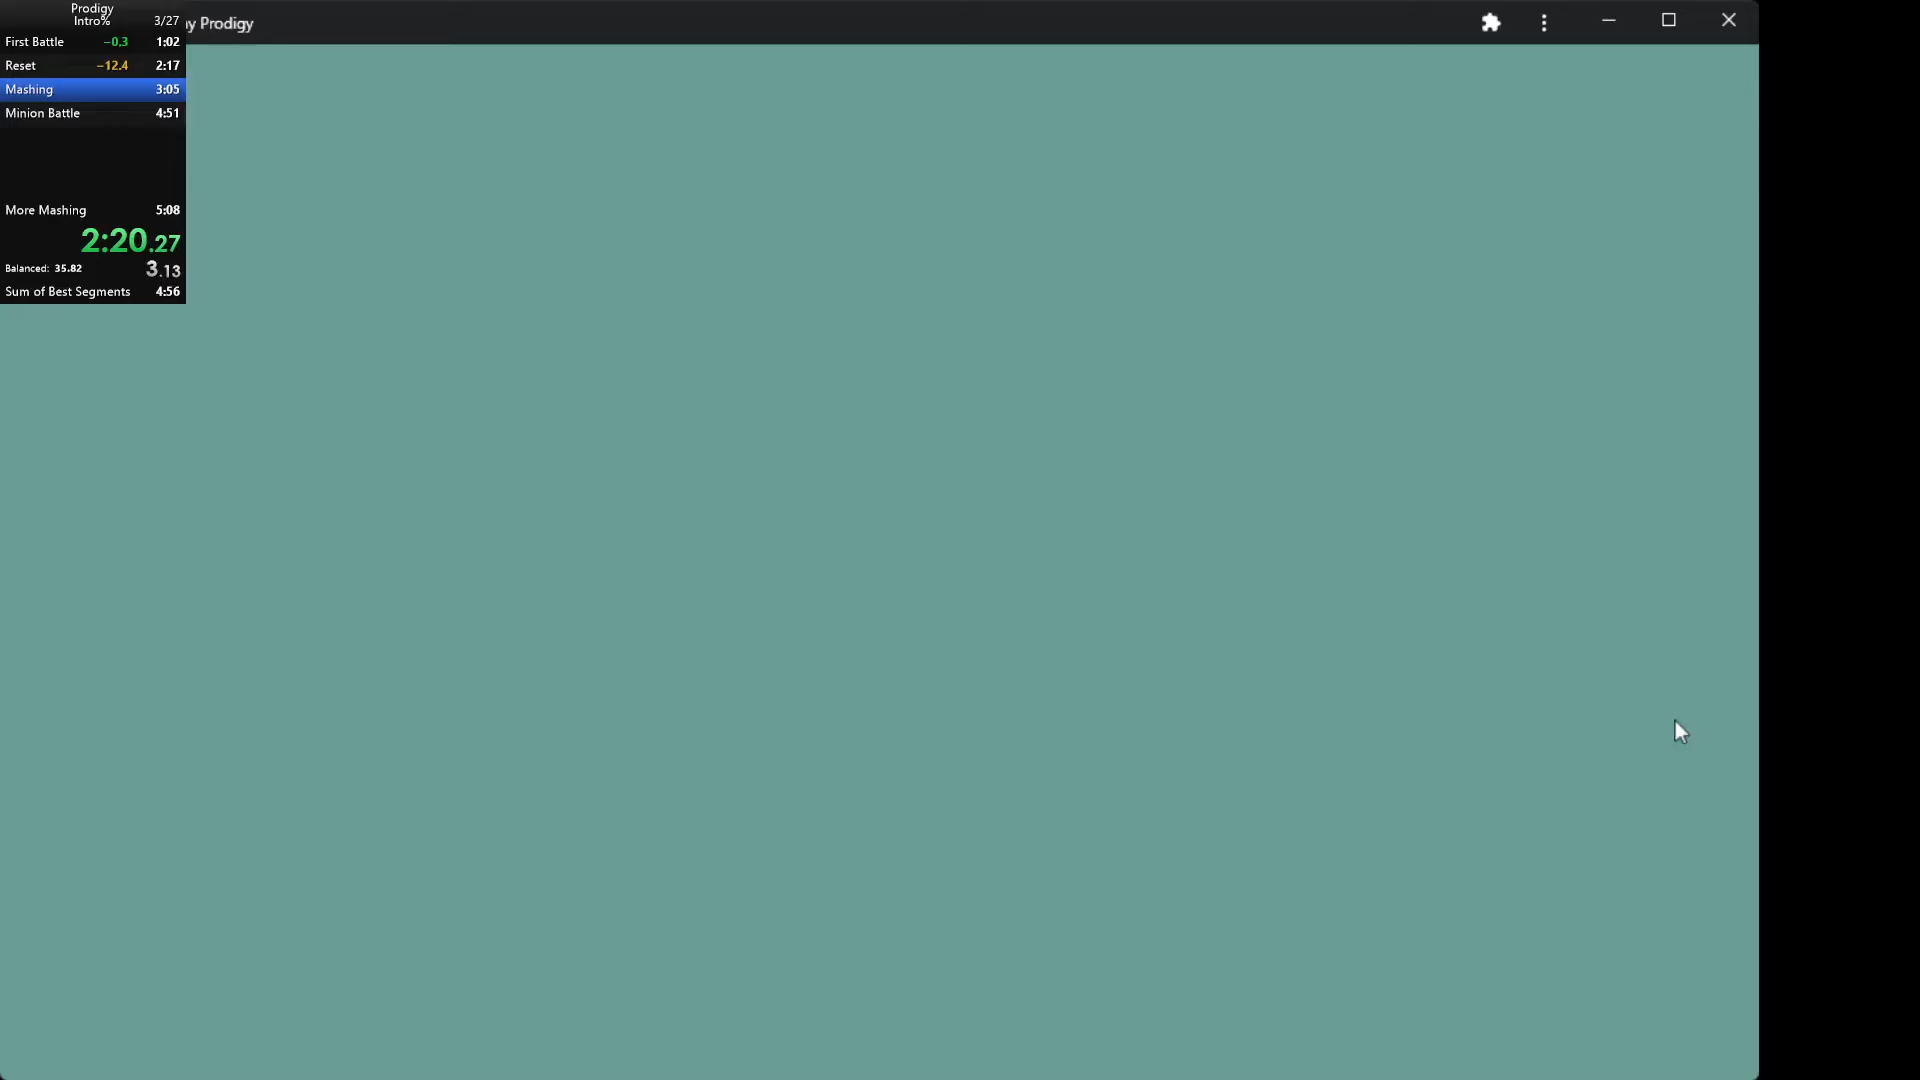 Prodigy
Intro% 3/27
y Prodigy
First Battle −0.3 1:02
Reset −12.4 2:17
Mashing 3:05
Minion Battle 4:51
More Mashing 5:08
2:20.27
Balanced: 35.82 3.13
Sum of Best Segments 4:56